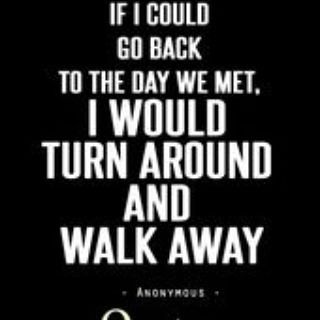 IF I COULD
GO BACK
TO THE DAY WE MET,
I WOULD
TURN AROUND
AND
WALK AWAY
- ANONYMOUS -